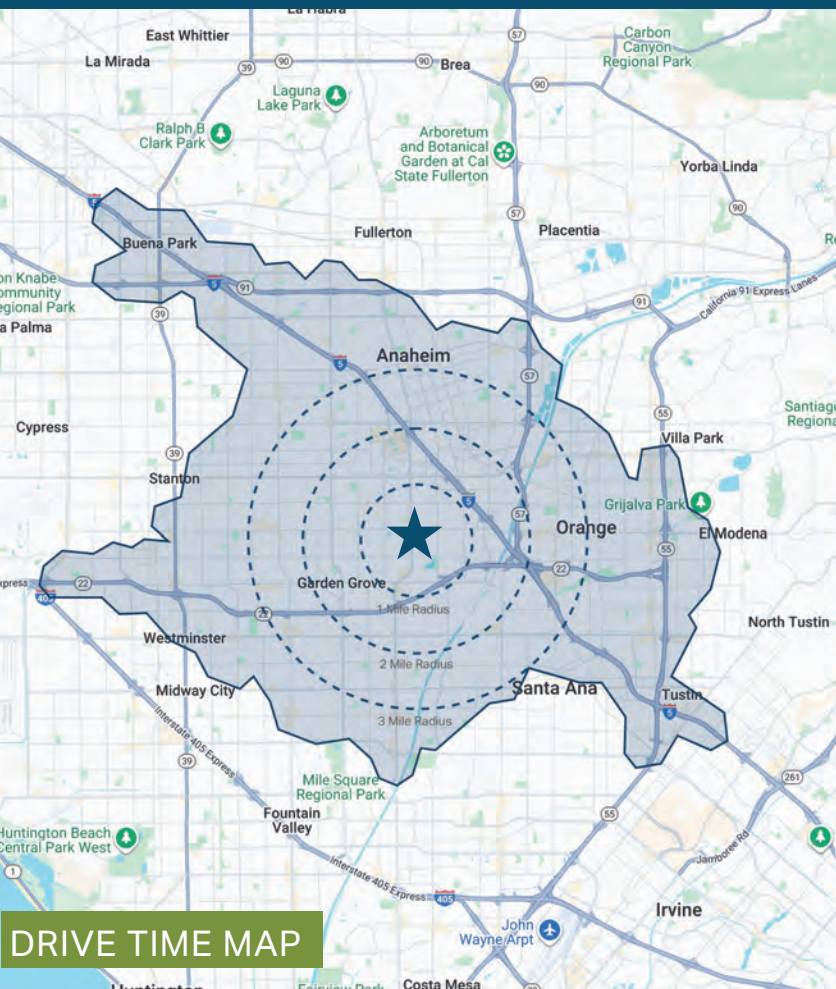 La Habra
East Whittier
57
Carbon
Canyon
Regional Park
La Mirada
39
90
90
Brea
90
Laguna
Lake Park
Ralph B
Clark Park
Arboretum
and Botanical
Garden at Cal
State Fullerton
Yorba Linda
5
90
57
Buena Park
Fullerton
Placentia
on Knabe
ommunity
egional Park
5
91
91
California 91 Express Lanes
39
a Palma
Anaheim
5
57
Cypress
55
Santiag
Regiona
Villa Park
39
Stanton
5
Grijalva Park
57
Orange
El Modena
55
xpress
22
405
Garden Grove
22
22
1 Mile Radius
North Tustin
Westminster
2 Mile Radius
Midway City
Santa Ana
Tustin
5
3 Mile Radius
Interstate 405 Express
39
Mile Square
Regional Park
261
Fountain
Valley
55
Huntington Beach
Central Park West
Jamboree Rd
1
Interstate 405 Express
405
Irvine
John
Wayne Arpt
DRIVE TIME MAP
Huntington
Fairview Park
Costa Mesa